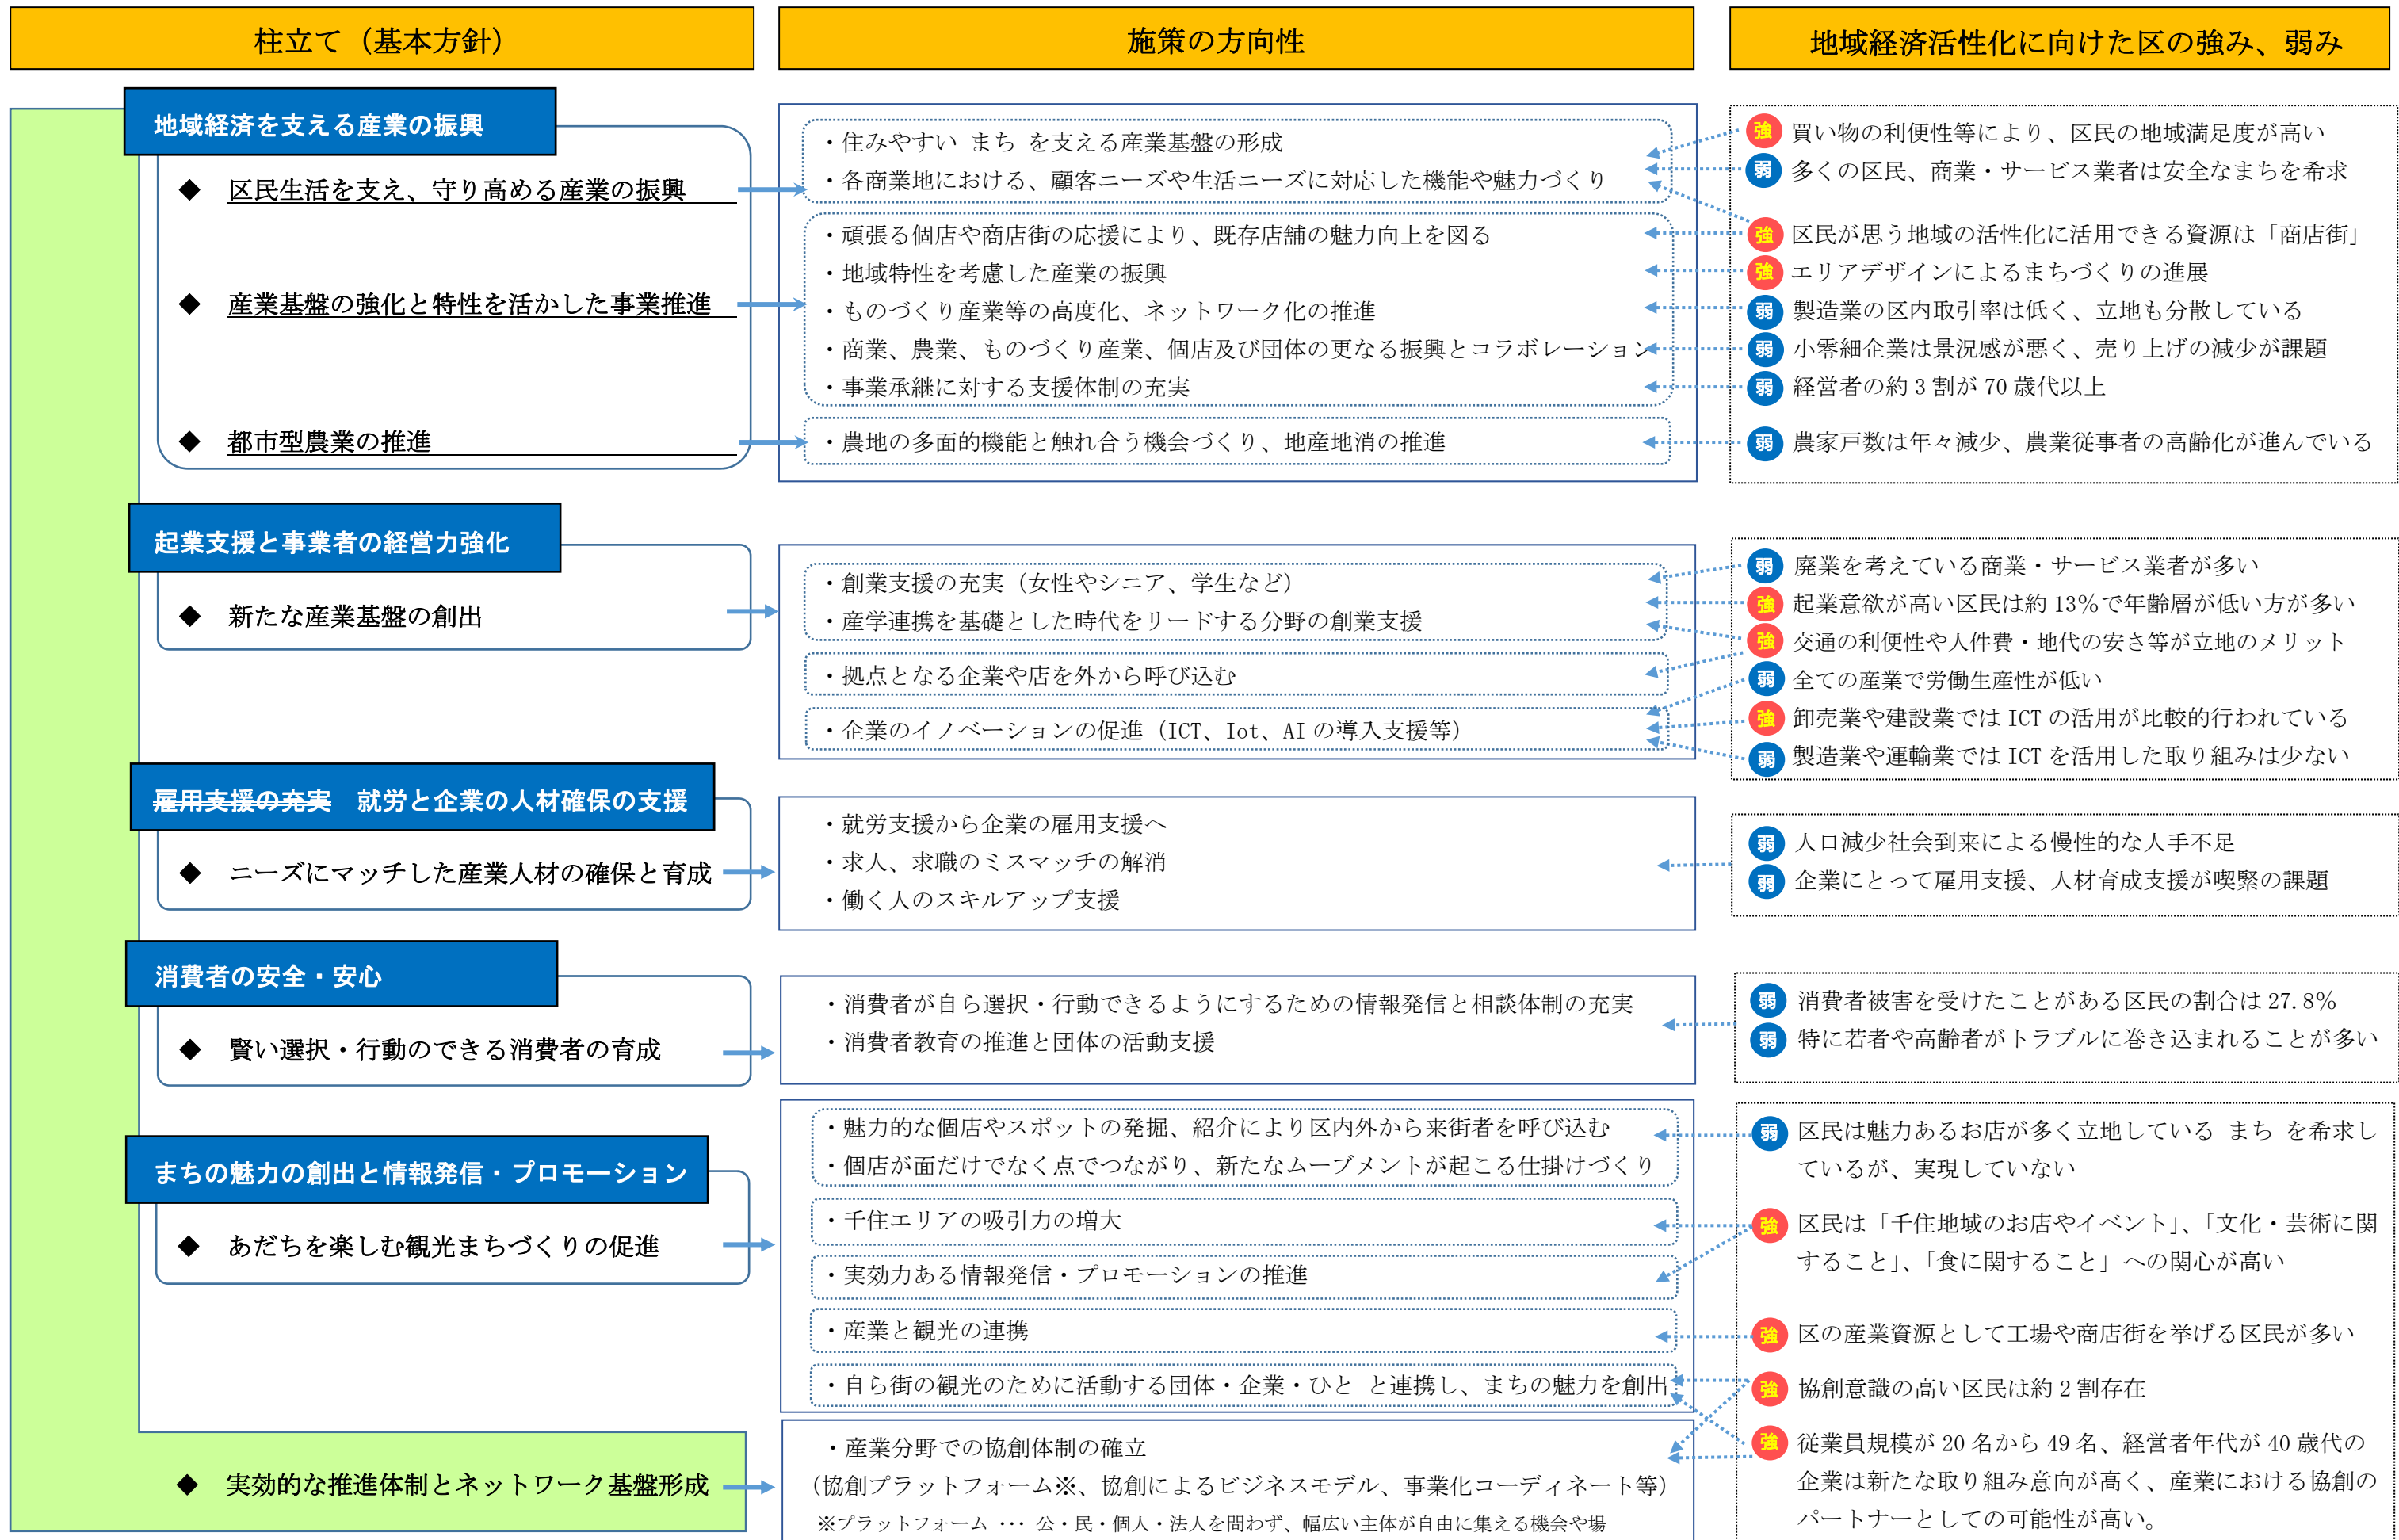 柱立て（基本方針）
施策の方向性
地域経済活性化に向けた区の強み、弱み
地域経済を支える産業の振興
◆ 区民生活を支え、守り高める産業の振興
◆ 産業基盤の強化と特性を活かした事業推進
◆ 都市型農業の推進
・住みやすい まち を支える産業基盤の形成
・各商業地における、顧客ニーズや生活ニーズに対応した機能や魅力づくり
・頑張る個店や商店街の応援により、既存店舗の魅力向上を図る
・地域特性を考慮した産業の振興
・ものづくり産業等の高度化、ネットワーク化の推進
・商業、農業、ものづくり産業、個店及び団体の更なる振興とコラボレーション
・事業承継に対する支援体制の充実
・農地の多面的機能と触れ合う機会づくり、地産地消の推進
強 買い物の利便性等により、区民の地域満足度が高い
弱 多くの区民、商業・サービス業者は安全なまちを希求
強 区民が思う地域の活性化に活用できる資源は「商店街」
強 エリアデザインによるまちづくりの進展
弱 製造業の区内取引率は低く、立地も分散している
弱 小零細企業は景況感が悪く、売り上げの減少が課題
弱 経営者の約3割が70歳代以上
弱 農家戸数は年々減少、農業従事者の高齢化が進んでいる
起業支援と事業者の経営力強化
◆ 新たな産業基盤の創出
・創業支援の充実（女性やシニア、学生など）
・産学連携を基礎とした時代をリードする分野の創業支援
・拠点となる企業や店を外から呼び込む
・企業のイノベーションの促進（ICT、Iot、AIの導入支援等）
弱 廃業を考えている商業・サービス業者が多い
強 起業意欲が高い区民は約13％で年齢層が低い方が多い
強 交通の利便性や人件費・地代の安さ等が立地のメリット
弱 全ての産業で労働生産性が低い
強 卸売業や建設業ではICTの活用が比較的行われている
弱 製造業や運輸業ではICTを活用した取り組みは少ない
雇用支援の充実 就労と企業の人材確保の支援
◆ ニーズにマッチした産業人材の確保と育成
・就労支援から企業の雇用支援へ
・求人、求職のミスマッチの解消
・働く人のスキルアップ支援
弱 人口減少社会到来による慢性的な人手不足
弱 企業にとって雇用支援、人材育成支援が喫緊の課題
消費者の安全・安心
◆ 賢い選択・行動のできる消費者の育成
・消費者が自ら選択・行動できるようにするための情報発信と相談体制の充実
・消費者教育の推進と団体の活動支援
弱 消費者被害を受けたことがある区民の割合は27.8％
弱 特に若者や高齢者がトラブルに巻き込まれることが多い
まちの魅力の創出と情報発信・プロモーション
◆ あだちを楽しむ観光まちづくりの促進
・魅力的な個店やスポットの発掘、紹介により区内外から来街者を呼び込む
・個店が面だけでなく点でつながり、新たなムーブメントが起こる仕掛けづくり
・千住エリアの吸引力の増大
・実効力ある情報発信・プロモーションの推進
・産業と観光の連携
・自ら街の観光のために活動する団体・企業・ひと と連携し、まちの魅力を創出
弱 区民は魅力あるお店が多く立地している まち を希求し
ているが、実現していない
強 区民は「千住地域のお店やイベント」、「文化・芸術に関
すること」、「食に関すること」への関心が高い
強 区の産業資源として工場や商店街を挙げる区民が多い
強 協創意識の高い区民は約2割存在
強 従業員規模が20名から49名、経営者年代が40歳代の
企業は新たな取り組み意向が高く、産業における協創の
パートナーとしての可能性が高い。
◆ 実効的な推進体制とネットワーク基盤形成
・産業分野での協創体制の確立
（協創プラットフォーム※、協創によるビジネスモデル、事業化コーディネート等）
※プラットフォーム … 公・民・個人・法人を問わず、幅広い主体が自由に集える機会や場